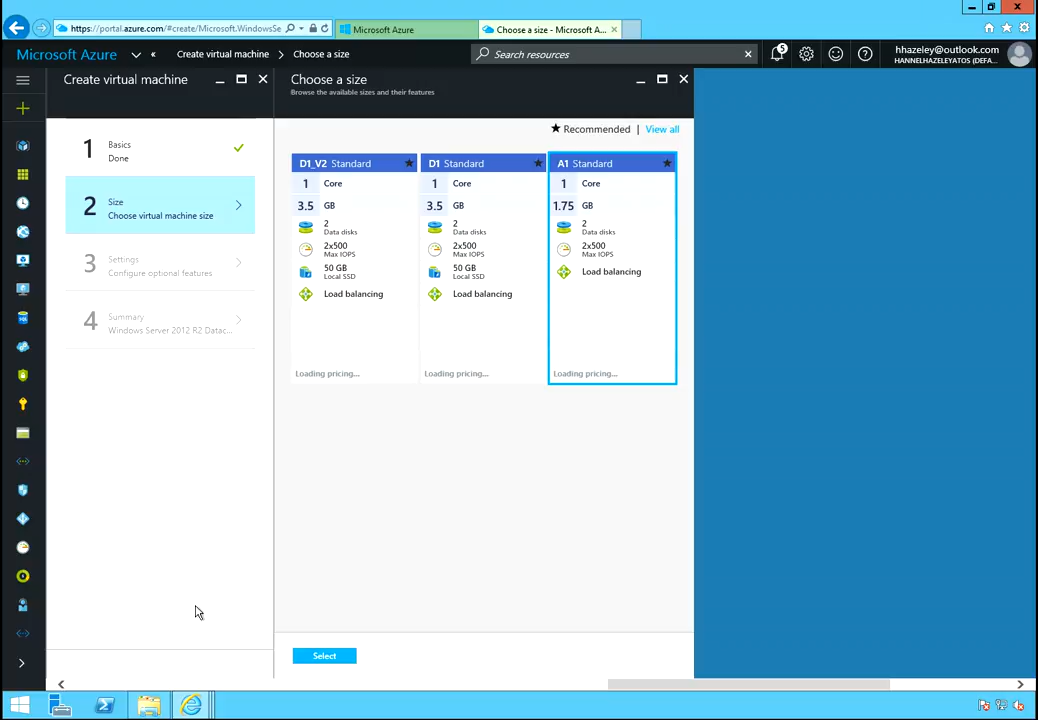 https://portal.azure.com/#create/Microsoft.WindowsSe
Microsoft Azure
Choose a size - Microsoft A...
Microsoft Azure
Create virtual machine
Choose a size
Search resources
5
hhazeley@outlook.com
HANNELHAZELEYATOS (DEFA...
Create virtual machine
1
Basics
Done
2
Size
Choose virtual machine size
3
Settings
Configure optional features
4
Summary
Windows Server 2012 R2 Datac...
Choose a size
Browse the available sizes and their features
Recommended | View all
D1_V2 Standard
1 Core
3.5 GB
2
Data disks
2x500
Max IOPS
50 GB
Local SSD
Load balancing
Loading pricing...
D1 Standard
1 Core
3.5 GB
2
Data disks
2x500
Max IOPS
50 GB
Local SSD
Load balancing
Loading pricing...
A1 Standard
1 Core
1.75 GB
2
Data disks
2x500
Max IOPS
Load balancing
Loading pricing...
Select